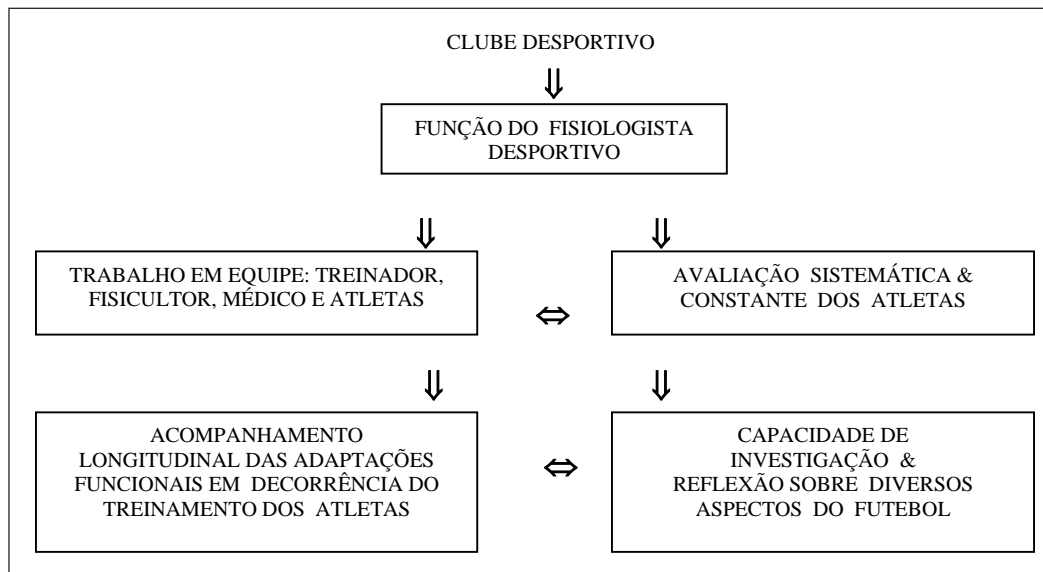 CLUBE DESPORTIVO
FUNÇÃO DO FISIOLOGISTA
DESPORTIVO
TRABALHO EM EQUIPE: TREINADOR,
FISICULTOR, MÉDICO E ATLETAS
AVALIAÇÃO SISTEMÁTICA &
CONSTANTE DOS ATLETAS
ACOMPANHAMENTO
LONGITUDINAL DAS ADAPTAÇÕES
FUNCIONAIS EM DECORRÊNCIA DO
TREINAMENTO DOS ATLETAS
CAPACIDADE DE
INVESTIGAÇÃO &
REFLEXÃO SOBRE DIVERSOS
ASPECTOS DO FUTEBOL